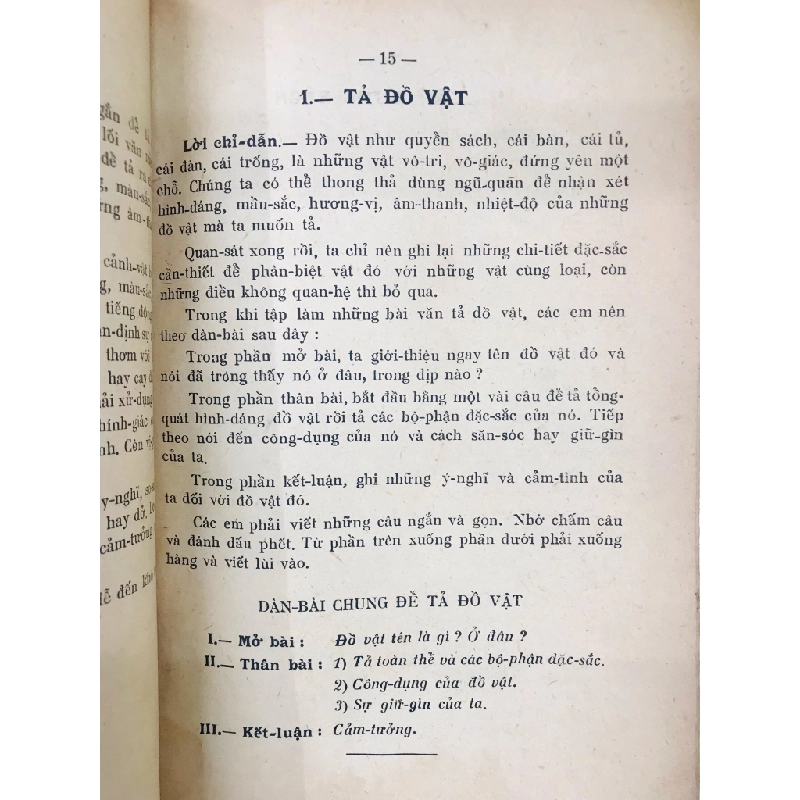 — 15 —
1.— TẢ ĐỒ VẬT
Lời chỉ-dẫn.— Đồ vật như quyển sách, cái bàn, cái tủ,
cái đàn, cái trống, là những vật vô-tri, vô-giác, đứng yên một
chỗ. Chúng ta có thể thong thả dùng ngũ-quan để nhận xét
hình-dáng, màu-sắc, hương-vị, âm-thanh, nhiệt-độ của những
đồ vật mà ta muốn tả.
Quan-sát xong rồi, ta chỉ nên ghi lại những chi-tiết đặc-sắc
cần-thiết để phân-biệt vật đó với những vật cùng loại, còn
những điều không quan-hệ thì bỏ qua.
Trong khi tập làm những bài văn tả đồ vật, các em nên
theo dàn-bài sau đây :
Trong phần mở bài, ta giới-thiệu ngay tên đồ vật đó và
nói đã trông thấy nó ở đâu, trong dịp nào ?
Trong phần thân bài, bắt đầu bằng một vài câu để tả tổng-
quát hình-dáng đồ vật rồi tả các bộ-phận đặc-sắc của nó. Tiếp
theo nói đến công-dụng của nó và cách săn-sóc hay giữ-gìn
của ta.
Trong phần kết-luận, ghi những ý-nghĩ và cảm-tình của
ta đối với đồ vật đó.
Các em phải viết những câu ngắn và gọn. Nhớ chấm câu
và đánh dấu phết. Từ phần trên xuống phần dưới phải xuống
hàng và viết lùi vào.
DÀN-BÀI CHUNG ĐỂ TẢ ĐỒ VẬT
I.— Mở bài : Đồ vật tên là gì ? Ở đâu ?
II.— Thân bài : 1) Tả toàn thể và các bộ-phận đặc-sắc.
2) Công-dụng của đồ vật.
3) Sự giữ-gìn của ta.
III.— Kết-luận : Cảm-tưởng.